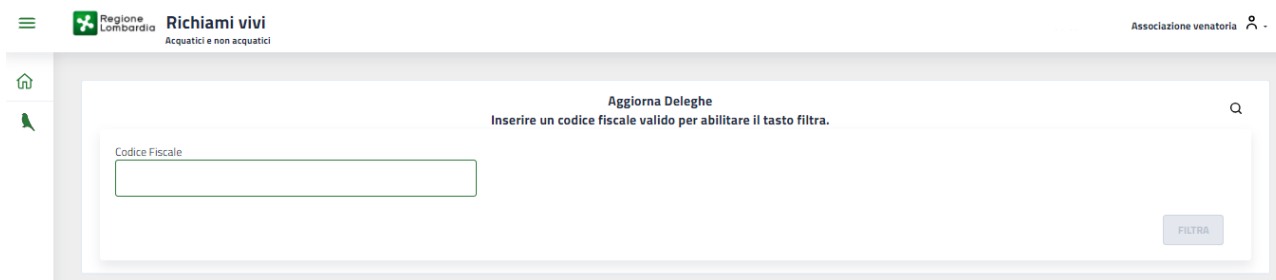 Regione
Lombardia
Richiami vivi
Acquatici e non acquatici
Associazione venatoria
Aggiorna Deleghe
Inserire un codice fiscale valido per abilitare il tasto filtra.
Codice Fiscale
FILTRA